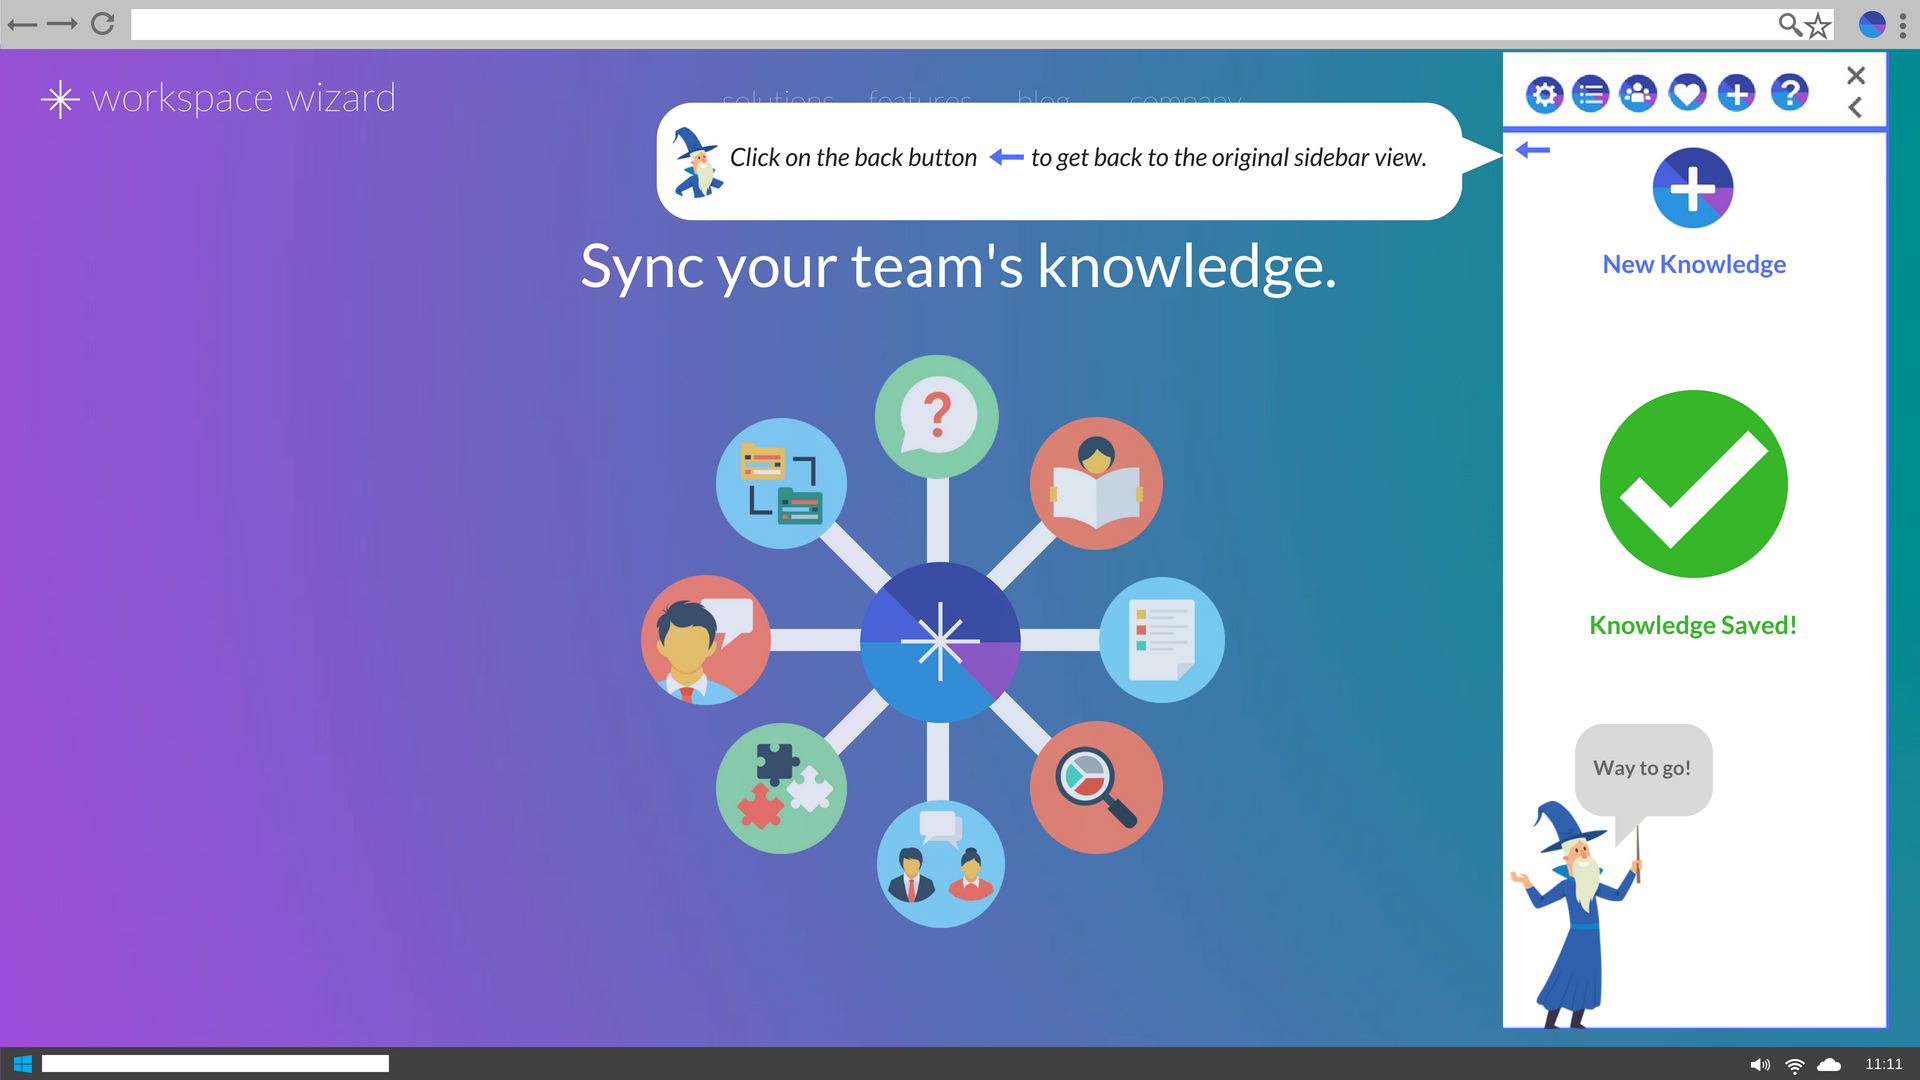 workspace wizard
solutions features blog company
Click on the back button to get back to the original sidebar view.
Sync your team's knowledge.
New Knowledge
Knowledge Saved!
Way to go!
11:11